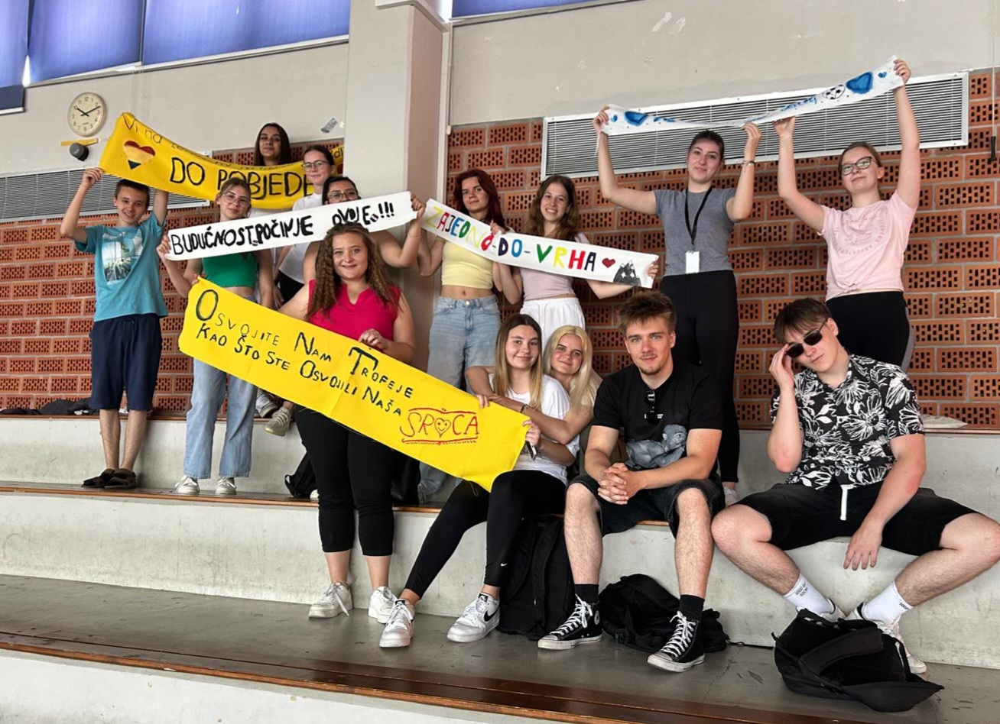 DO POBJEDE
BUDUĆNOST POČINJE OVDJE!!!
ZAJEDNO-DO-VRHA
OSVOJITE NAM TROFEJE
KAO ŠTO STE OSVOJILI NAŠA
SRCA